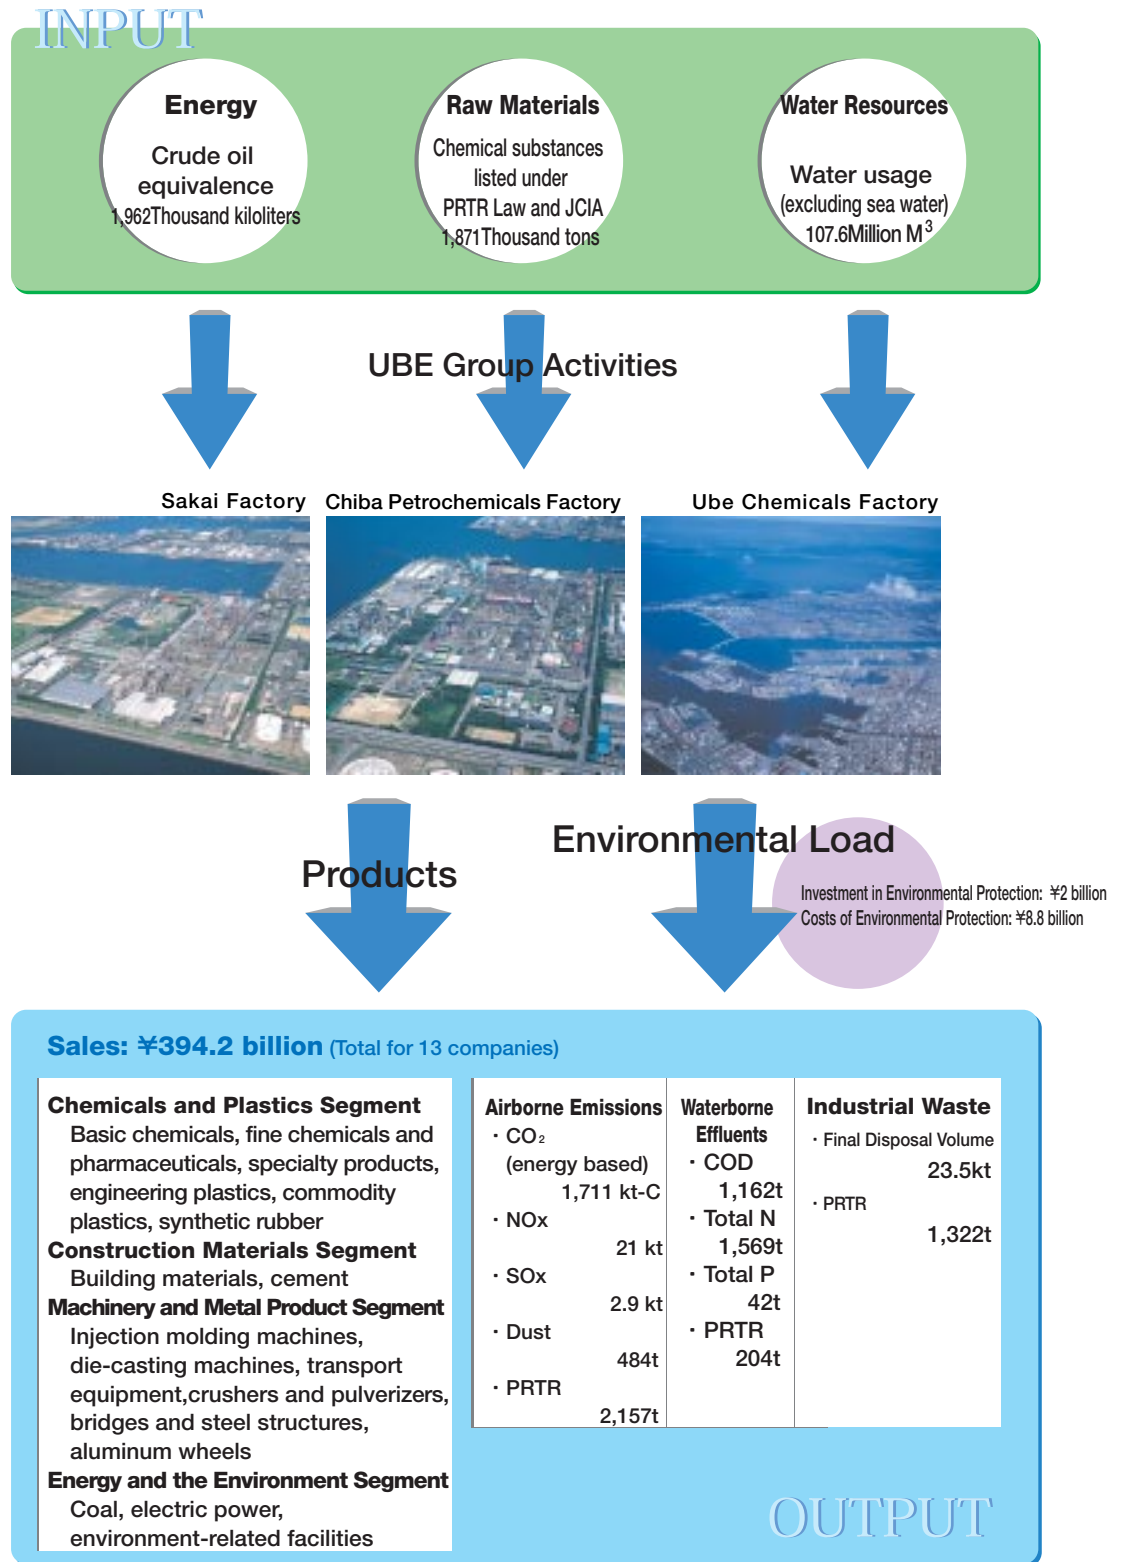 INPUT
Energy
Crude oil
equivalence
1,962Thousand kiloliters
Raw Materials
Chemical substances
listed under
PRTR Law and JCIA
1,871Thousand tons
Water Resources
Water usage
(excluding sea water)
107.6Million M³
UBE Group Activities
Sakai Factory
Chiba Petrochemicals Factory
Ube Chemicals Factory
Products
Environmental Load
Investment in Environmental Protection: ¥2 billion
Costs of Environmental Protection: ¥8.8 billion
Sales: ¥394.2 billion (Total for 13 companies)
Chemicals and Plastics Segment
Basic chemicals, fine chemicals and
pharmaceuticals, specialty products,
engineering plastics, commodity
plastics, synthetic rubber
Construction Materials Segment
Building materials, cement
Machinery and Metal Product Segment
Injection molding machines,
die-casting machines, transport
equipment,crushers and pulverizers,
bridges and steel structures,
aluminum wheels
Energy and the Environment Segment
Coal, electric power,
environment-related facilities
Airborne Emissions
・CO₂
(energy based)
1,711 kt-C
・NOx
21 kt
・SOx
2.9 kt
・Dust
484t
・PRTR
2,157t
Waterborne
Effluents
・COD
1,162t
・Total N
1,569t
・Total P
42t
・PRTR
204t
Industrial Waste
・Final Disposal Volume
23.5kt
・PRTR
1,322t
OUTPUT